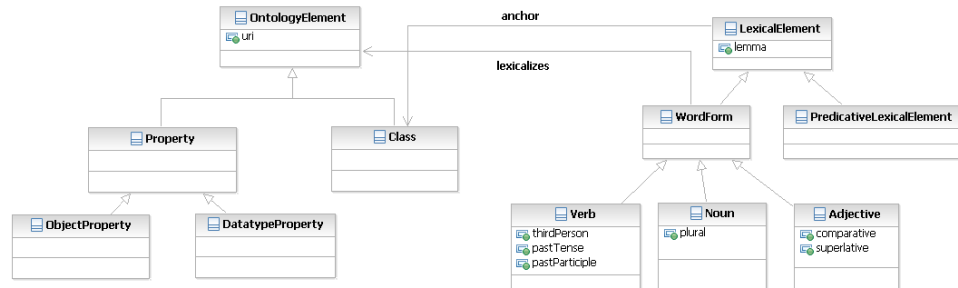 OntologyElement
uri
anchor
LexicalElement
lemma
lexicalizes
Property
Class
WordForm
PredicativeLexicalElement
ObjectProperty
DatatypeProperty
Verb
thirdPerson
pastTense
pastParticiple
Noun
plural
Adjective
comparative
superlative